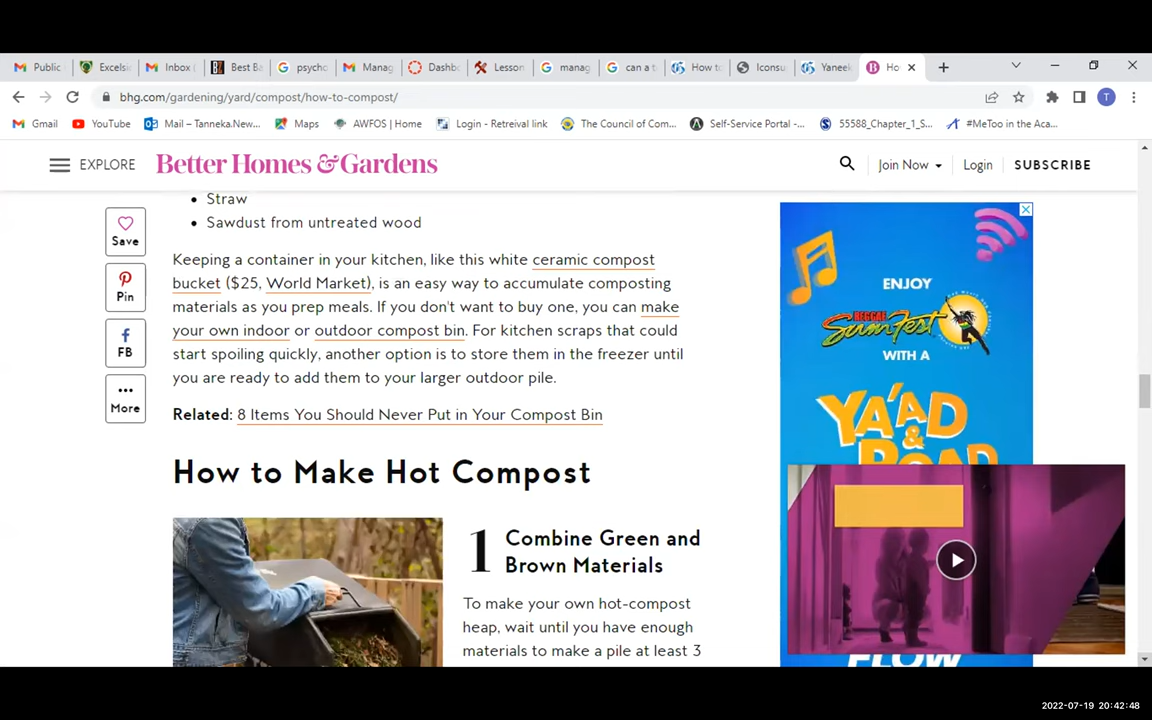 Public
Excelsi
Inbox (
Best Ba
psycho
Manag
Dashb
Lesson
manag
can a t
How to
Iconsu
Yaneek
Ho
bhg.com/gardening/yard/compost/how-to-compost/
T
Gmail
YouTube
Mail – Tanneka.New...
Maps
AWFOS | Home
Login - Retreival link
The Council of Com...
Self-Service Portal -...
55588_Chapter_1_S...
#MeToo in the Aca...
EXPLORE
Better Homes & Gardens
Join Now
Login
SUBSCRIBE
Save
Pin
FB
More
• Straw
• Sawdust from untreated wood
Keeping a container in your kitchen, like this white ceramic compost
bucket ($25, World Market), is an easy way to accumulate composting
materials as you prep meals. If you don't want to buy one, you can make
your own indoor or outdoor compost bin. For kitchen scraps that could
start spoiling quickly, another option is to store them in the freezer until
you are ready to add them to your larger outdoor pile.
Related: 8 Items You Should Never Put in Your Compost Bin
How to Make Hot Compost
1 Combine Green and
Brown Materials
To make your own hot-compost
heap, wait until you have enough
materials to make a pile at least 3
ENJOY
REGGAE
SumFest
WITH A
YA'AD
& ROAD
FLOW
2022-07-19 20:42:48